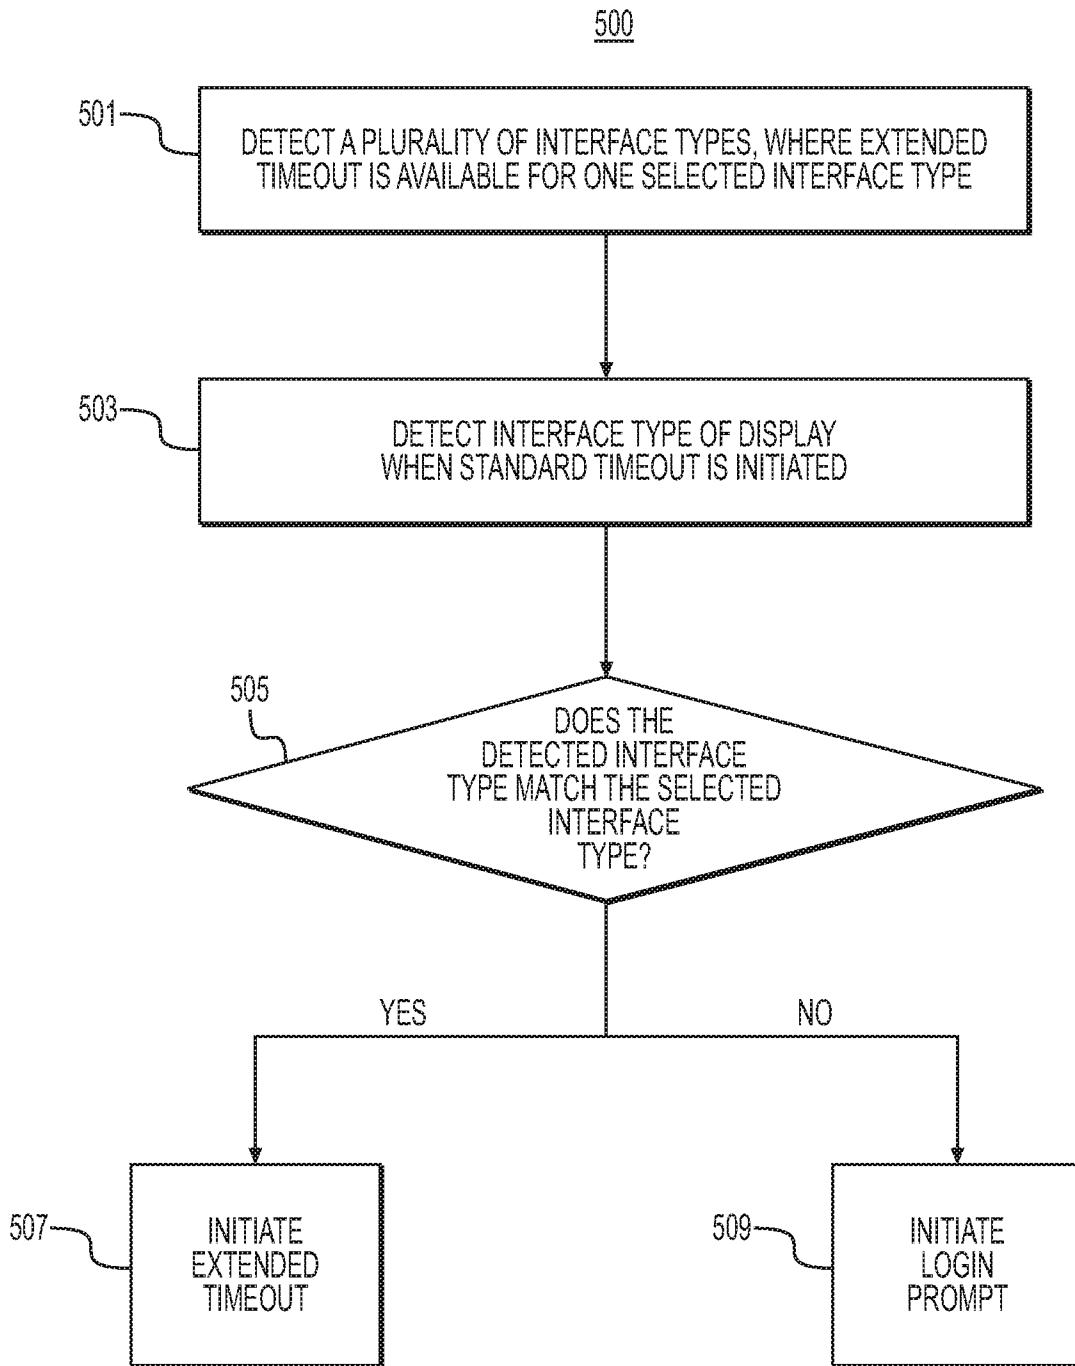 500
501
DETECT A PLURALITY OF INTERFACE TYPES, WHERE EXTENDED
TIMEOUT IS AVAILABLE FOR ONE SELECTED INTERFACE TYPE
503
DETECT INTERFACE TYPE OF DISPLAY
WHEN STANDARD TIMEOUT IS INITIATED
505
DOES THE
DETECTED INTERFACE
TYPE MATCH THE SELECTED
INTERFACE
TYPE?
YES
NO
507
INITIATE
EXTENDED
TIMEOUT
509
INITIATE
LOGIN
PROMPT